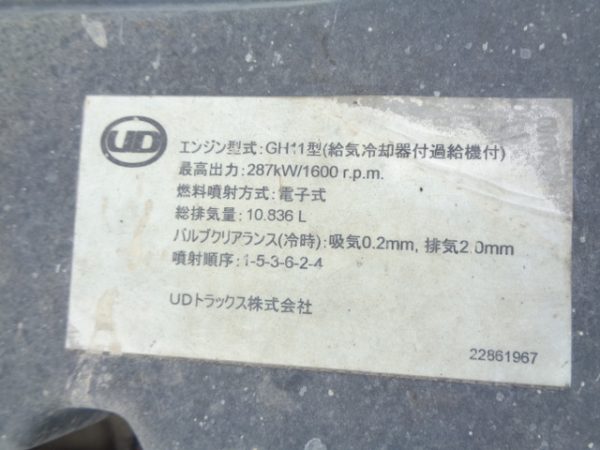 UD
エンジン型式:GH11型(給気冷却器付過給機付)
最高出力:287kW/1600 r.p.m.
燃料噴射方式:電子式
総排気量:10.836 L
バルブクリアランス(冷時):吸気0.2mm, 排気2.0mm
噴射順序:1-5-3-6-2-4
UDトラックス株式会社
22861967